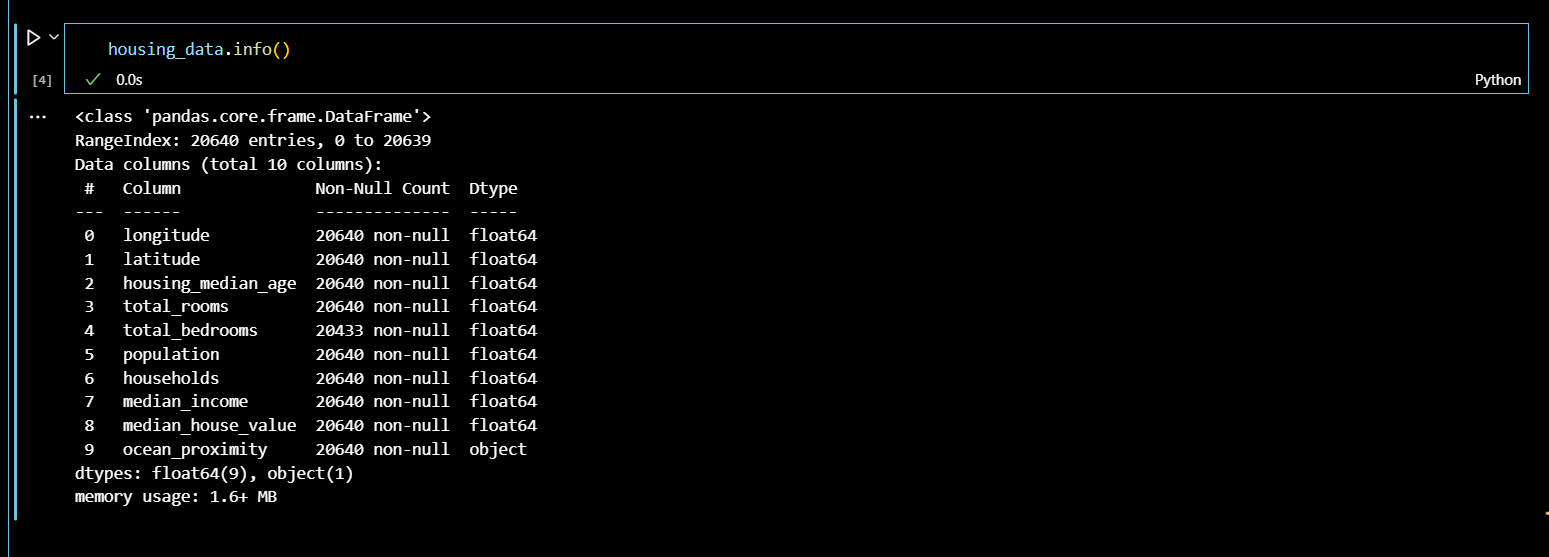 housing_data.info()
[4]
0.0s
Python
...
<class 'pandas.core.frame.DataFrame'>
RangeIndex: 20640 entries, 0 to 20639
Data columns (total 10 columns):
 #   Column              Non-Null Count  Dtype
---  ------              --------------  -----
 0   longitude           20640 non-null  float64
 1   latitude            20640 non-null  float64
 2   housing_median_age  20640 non-null  float64
 3   total_rooms         20640 non-null  float64
 4   total_bedrooms      20433 non-null  float64
 5   population          20640 non-null  float64
 6   households          20640 non-null  float64
 7   median_income       20640 non-null  float64
 8   median_house_value  20640 non-null  float64
 9   ocean_proximity     20640 non-null  object
dtypes: float64(9), object(1)
memory usage: 1.6+ MB